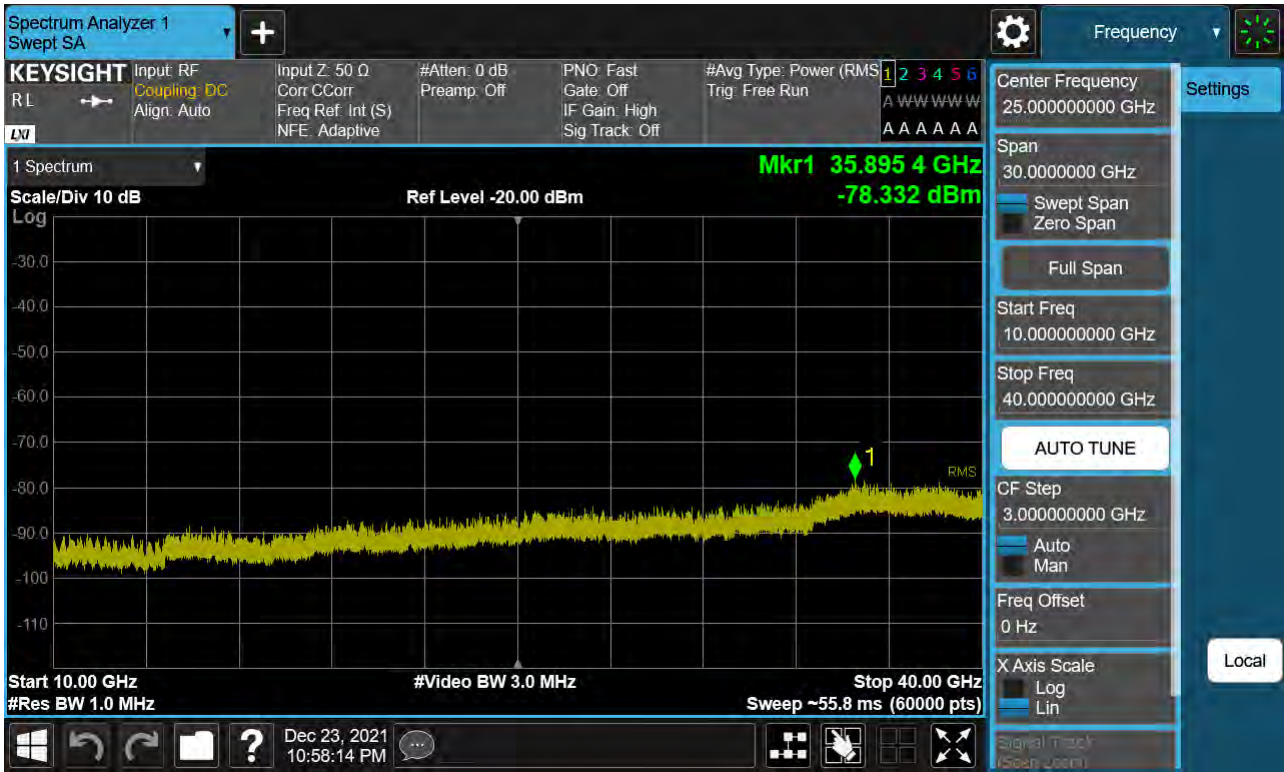 Spectrum Analyzer 1
Swept SA
Frequency
KEYSIGHT
RL
LXI
Input: RF
Coupling: DC
Align: Auto
Input Z: 50 Ω
Corr CCorr
Freq Ref: Int (S)
NFE: Adaptive
#Atten: 0 dB
Preamp: Off
PNO: Fast
Gate: Off
IF Gain: High
Sig Track: Off
#Avg Type: Power (RMS
Trig: Free Run
1 2 3 4 5 6
A W W W W W
A A A A A A
1 Spectrum
Scale/Div 10 dB
Log
Ref Level -20.00 dBm
Mkr1 35.895 4 GHz
-78.332 dBm
-30.0
-40.0
-50.0
-60.0
-70.0
-80.0
-90.0
-100
-110
1
RMS
Start 10.00 GHz
#Res BW 1.0 MHz
#Video BW 3.0 MHz
Stop 40.00 GHz
Sweep ~55.8 ms (60000 pts)
Center Frequency
25.000000000 GHz
Span
30.0000000 GHz
Swept Span
Zero Span
Full Span
Start Freq
10.000000000 GHz
Stop Freq
40.000000000 GHz
AUTO TUNE
CF Step
3.000000000 GHz
Auto
Man
Freq Offset
0 Hz
X Axis Scale
Log
Lin
Signal Track
(Span Zoom)
Settings
Local
?
Dec 23, 2021
10:58:14 PM